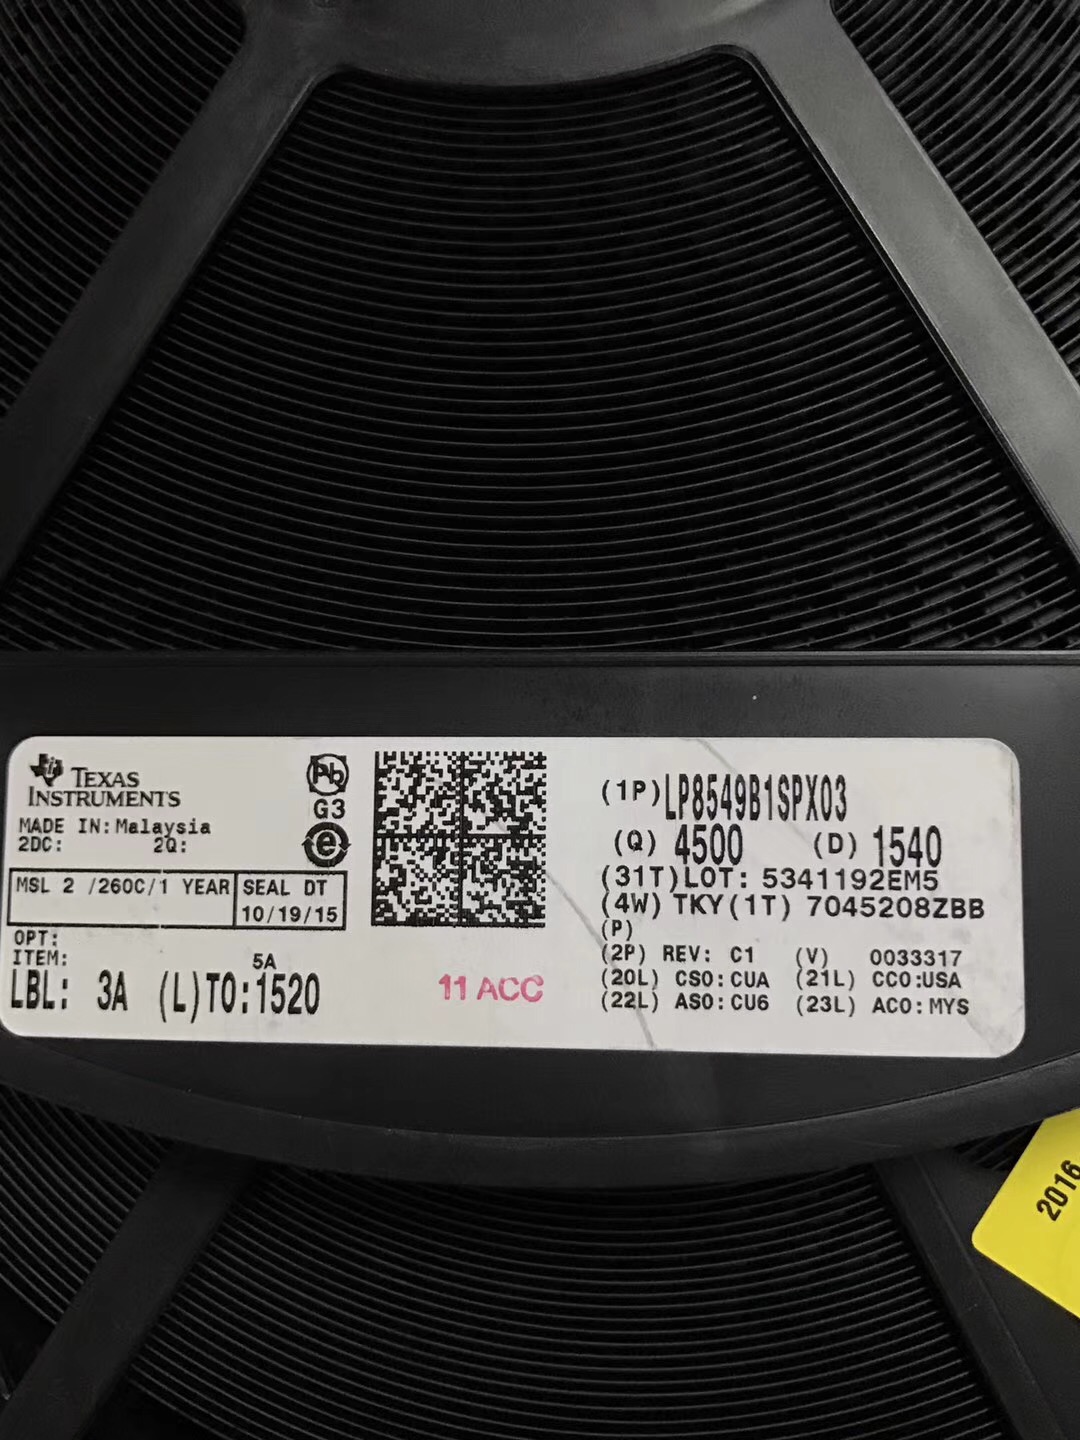 TEXAS
INSTRUMENTS
MADE IN:Malaysia
2DC: 2Q:
Pb
G3
e
MSL 2 /260C/1 YEAR
SEAL DT
10/19/15
OPT:
ITEM:
5A
LBL: 3A (L)TO:1520
11 ACC
(1P)LP8549B1SPX03
(Q) 4500 (D) 1540
(31T)LOT: 5341192EM5
(4W) TKY(1T) 7045208ZBB
(P)
(2P) REV: C1 (V) 0033317
(20L) CSO:CUA (21L) CCO:USA
(22L) ASO:CU6 (23L) ACO:MYS
2016